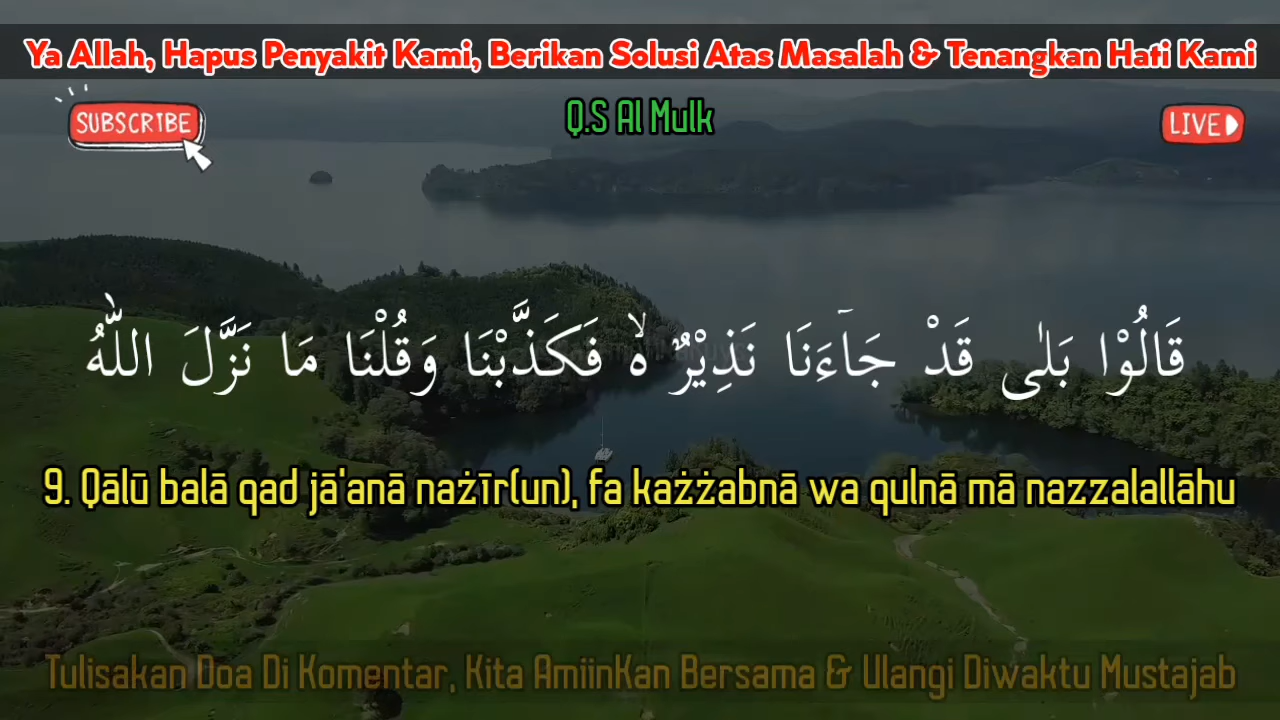 Ya Allah, Hapus Penyakit Kami, Berikan Solusi Atas Masalah & Tenangkan Hati Kami
SUBSCRIBE
Q.S Al Mulk
LIVE
قَالُوْا بَلٰى قَدْ جَاۤءَنَا نَذِيْرٌ ەۙ فَكَذَّبْنَا وَقُلْنَا مَا نَزَّلَ اللّٰهُ
9. Qālū balā qad jā'anā nażīr(un), fa każżabnā wa qulnā mā nazzalallāhu
Tulisakan Doa Di Komentar, Kita AmiinKan Bersama & Ulangi Diwaktu Mustajab